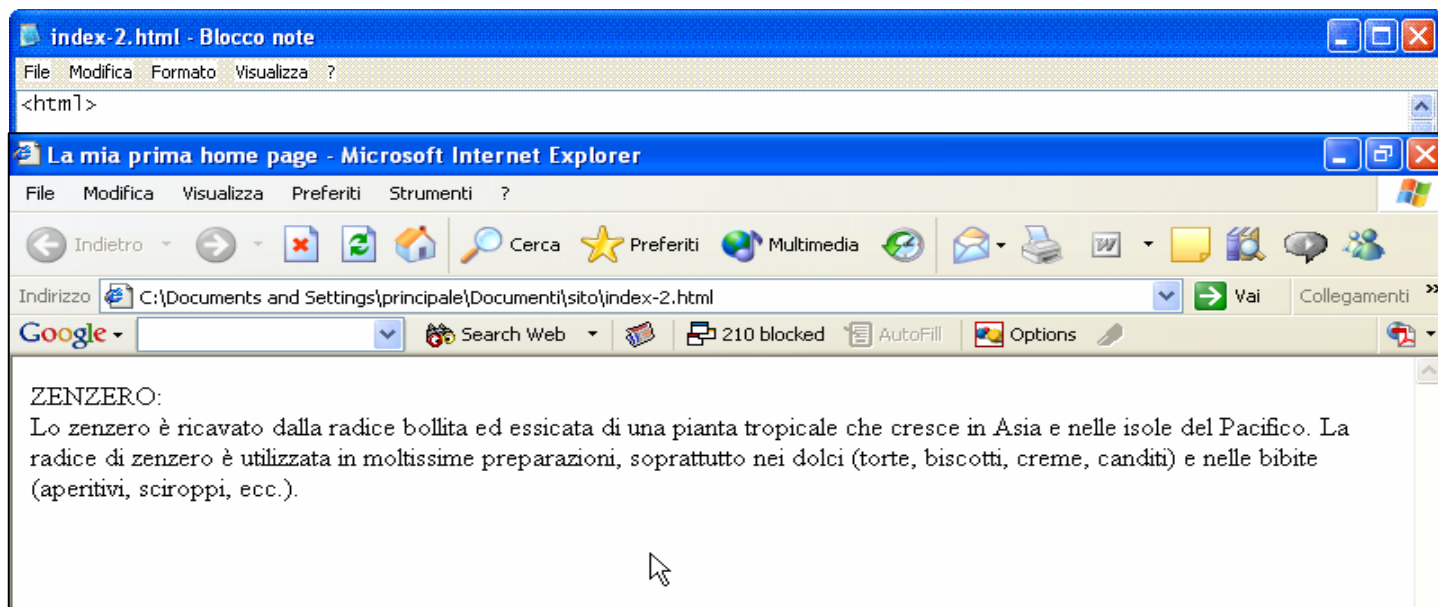 index-2.html - Blocco note
File Modifica Formato Visualizza ?
<html>
La mia prima home page - Microsoft Internet Explorer
File Modifica Visualizza Preferiti Strumenti ?
Indietro Cerca Preferiti Multimedia W
Indirizzo C:\Documents and Settings\principale\Documenti\sito\index-2.html Vai Collegamenti »
Google Search Web 210 blocked AutoFill Options
ZENZERO:
Lo zenzero è ricavato dalla radice bollita ed essicata di una pianta tropicale che cresce in Asia e nelle isole del Pacifico. La
radice di zenzero è utilizzata in moltissime preparazioni, soprattutto nei dolci (torte, biscotti, creme, canditi) e nelle bibite
(aperitivi, sciroppi, ecc.).